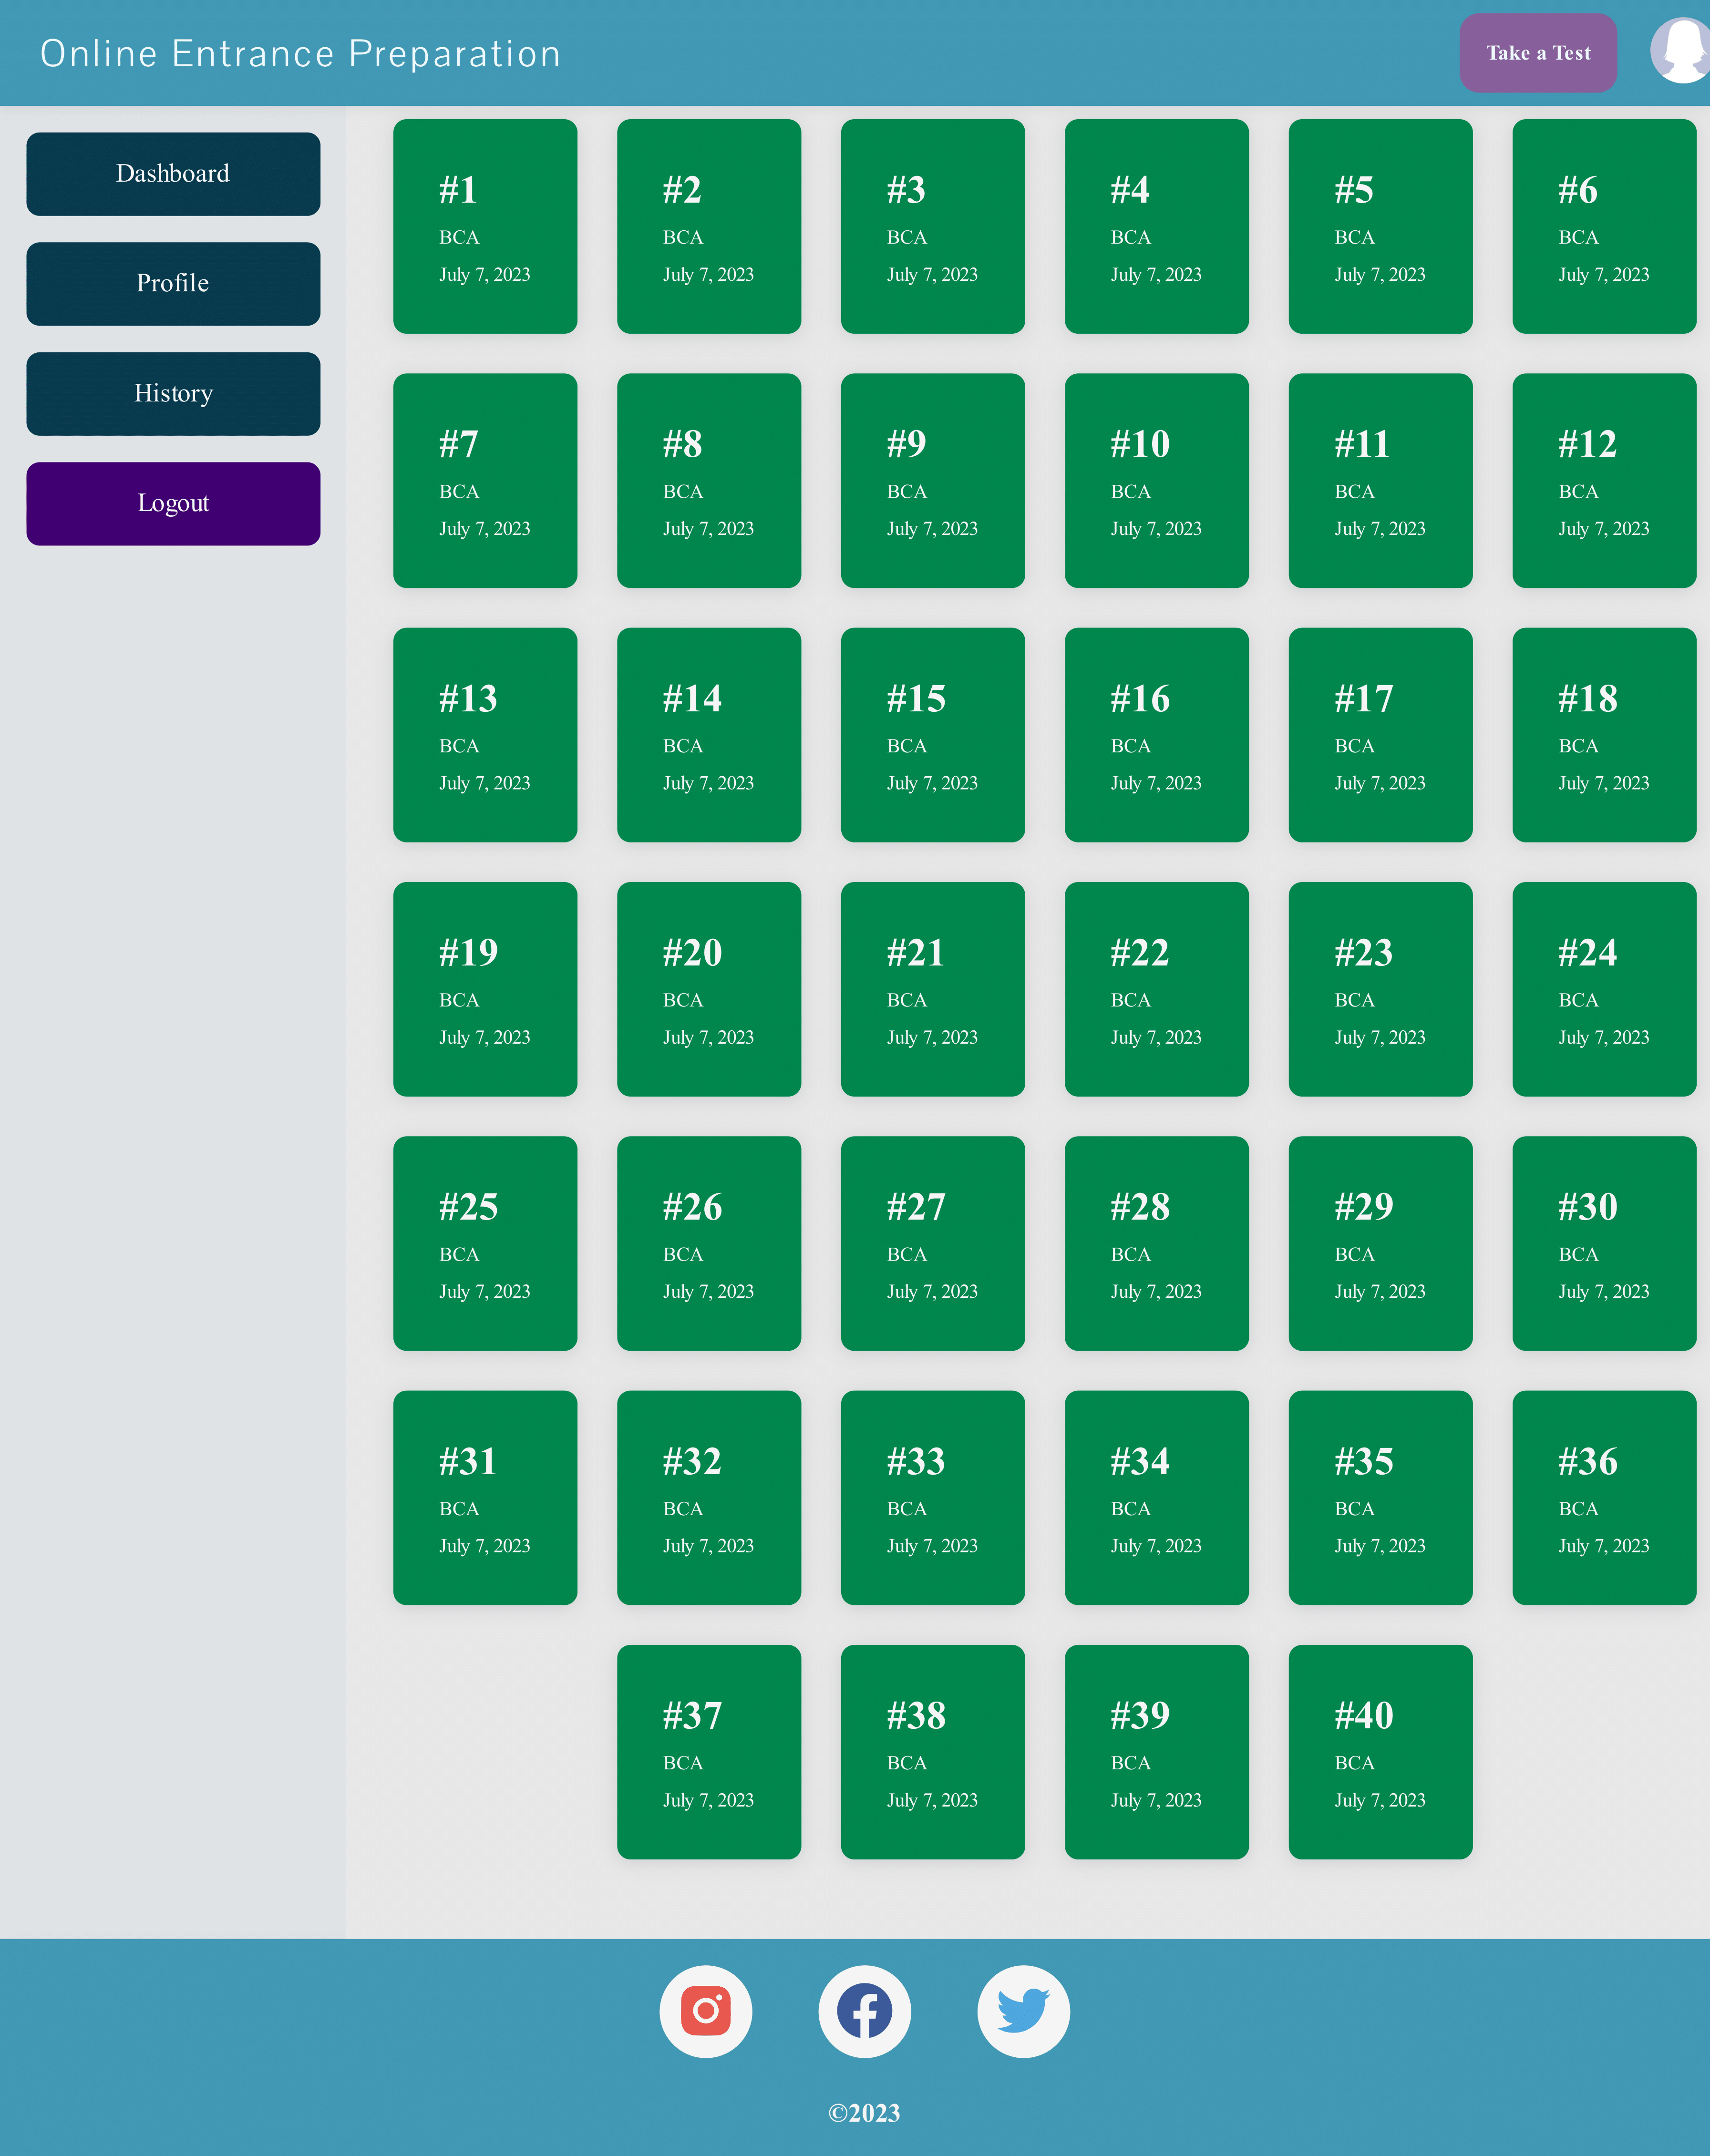 Online Entrance Preparation
Take a Test
Dashboard
Profile
History
Logout
#1
BCA
July 7, 2023
#2
BCA
July 7, 2023
#3
BCA
July 7, 2023
#4
BCA
July 7, 2023
#5
BCA
July 7, 2023
#6
BCA
July 7, 2023
#7
BCA
July 7, 2023
#8
BCA
July 7, 2023
#9
BCA
July 7, 2023
#10
BCA
July 7, 2023
#11
BCA
July 7, 2023
#12
BCA
July 7, 2023
#13
BCA
July 7, 2023
#14
BCA
July 7, 2023
#15
BCA
July 7, 2023
#16
BCA
July 7, 2023
#17
BCA
July 7, 2023
#18
BCA
July 7, 2023
#19
BCA
July 7, 2023
#20
BCA
July 7, 2023
#21
BCA
July 7, 2023
#22
BCA
July 7, 2023
#23
BCA
July 7, 2023
#24
BCA
July 7, 2023
#25
BCA
July 7, 2023
#26
BCA
July 7, 2023
#27
BCA
July 7, 2023
#28
BCA
July 7, 2023
#29
BCA
July 7, 2023
#30
BCA
July 7, 2023
#31
BCA
July 7, 2023
#32
BCA
July 7, 2023
#33
BCA
July 7, 2023
#34
BCA
July 7, 2023
#35
BCA
July 7, 2023
#36
BCA
July 7, 2023
#37
BCA
July 7, 2023
#38
BCA
July 7, 2023
#39
BCA
July 7, 2023
#40
BCA
July 7, 2023
©2023